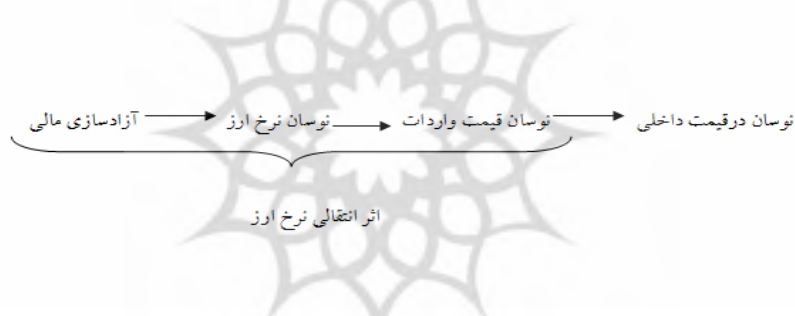 آزادسازی مالی نوسان نرخ ارز نوسان قیمت واردات نوسان درقیمت داخلی
اثر انتقالی نرخ ارز